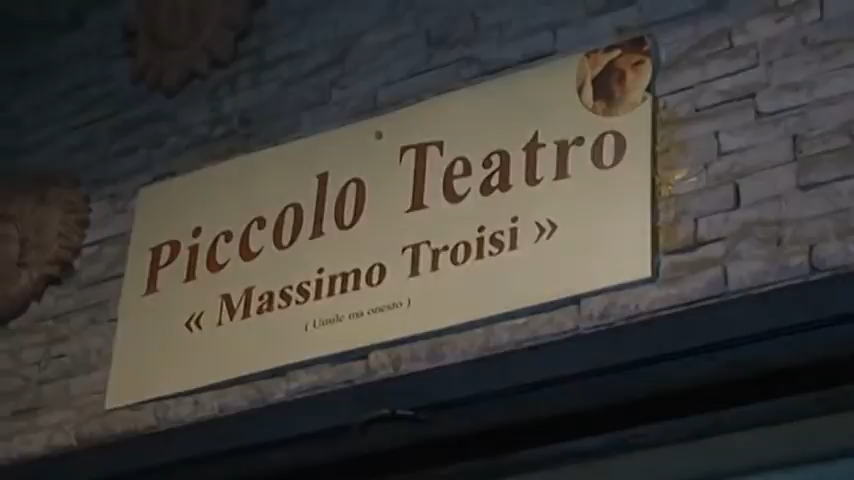 Piccolo Teatro
« Massimo Troisi »
( Umile ma onesto )